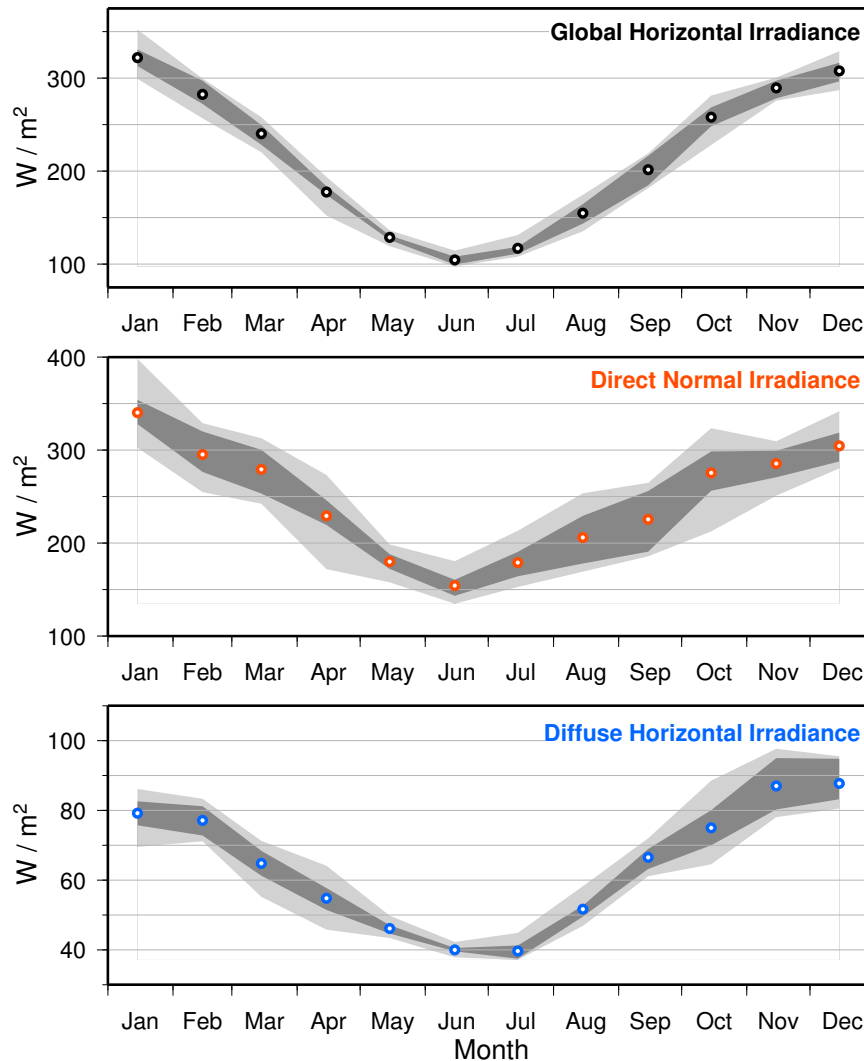 Global Horizontal Irradiance
300
200
100
W / m²
Jan Feb Mar Apr May Jun Jul Aug Sep Oct Nov Dec
400
Direct Normal Irradiance
300
200
100
W / m²
Jan Feb Mar Apr May Jun Jul Aug Sep Oct Nov Dec
Diffuse Horizontal Irradiance
100
80
60
40
W / m²
Jan Feb Mar Apr May Jun Jul Aug Sep Oct Nov Dec
Month